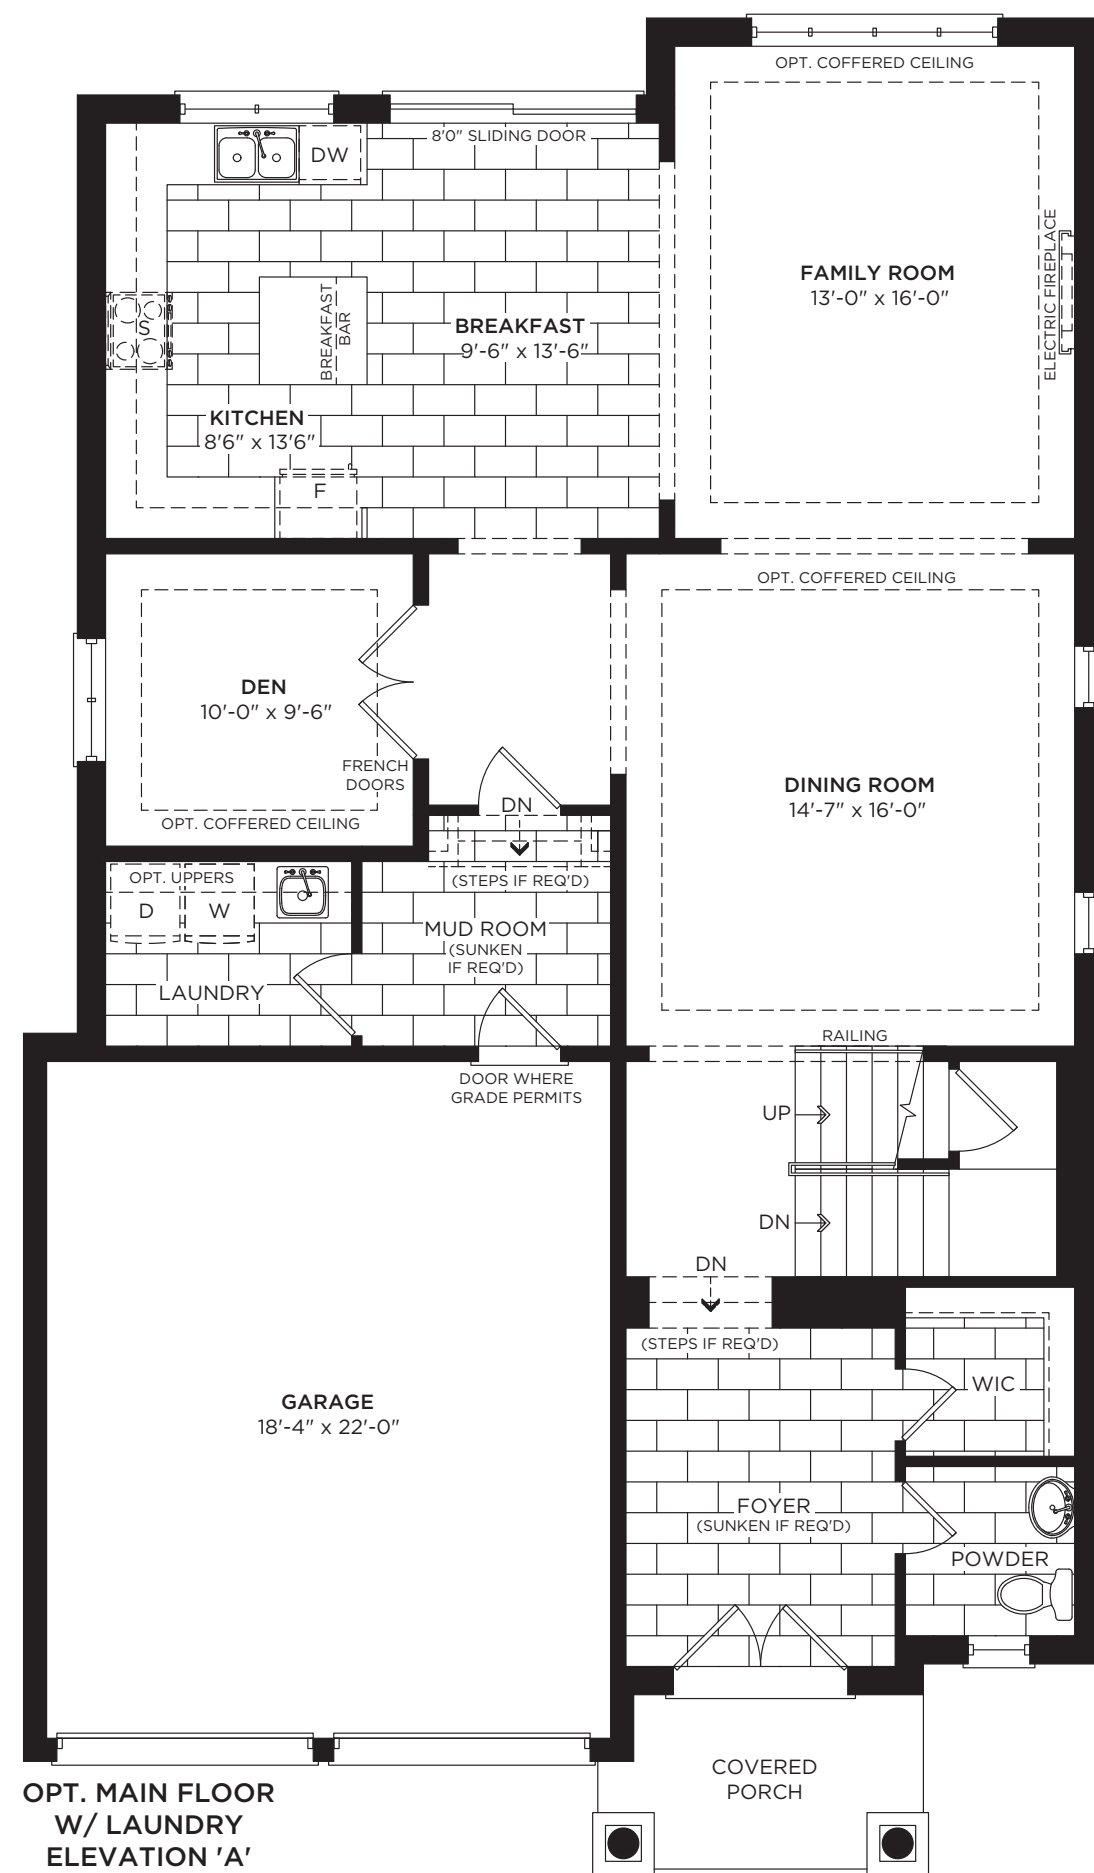 OPT. COFFERED CEILING
8'0" SLIDING DOOR
DW
FAMILY ROOM
13'-0" x 16'-0"
ELECTRIC FIREPLACE
S
BREAKFAST
BAR
BREAKFAST
9'-6" x 13'-6"
KITCHEN
8'6" x 13'6"
F
OPT. COFFERED CEILING
DEN
10'-0" x 9'-6"
FRENCH
DOORS
OPT. COFFERED CEILING
DINING ROOM
14'-7" x 16'-0"
DN
(STEPS IF REQ'D)
OPT. UPPERS
D
W
MUD ROOM
(SUNKEN
IF REQ'D)
LAUNDRY
RAILING
DOOR WHERE
GRADE PERMITS
UP
DN
DN
(STEPS IF REQ'D)
WIC
GARAGE
18'-4" x 22'-0"
FOYER
(SUNKEN IF REQ'D)
POWDER
COVERED
PORCH
OPT. MAIN FLOOR
W/ LAUNDRY
ELEVATION 'A'